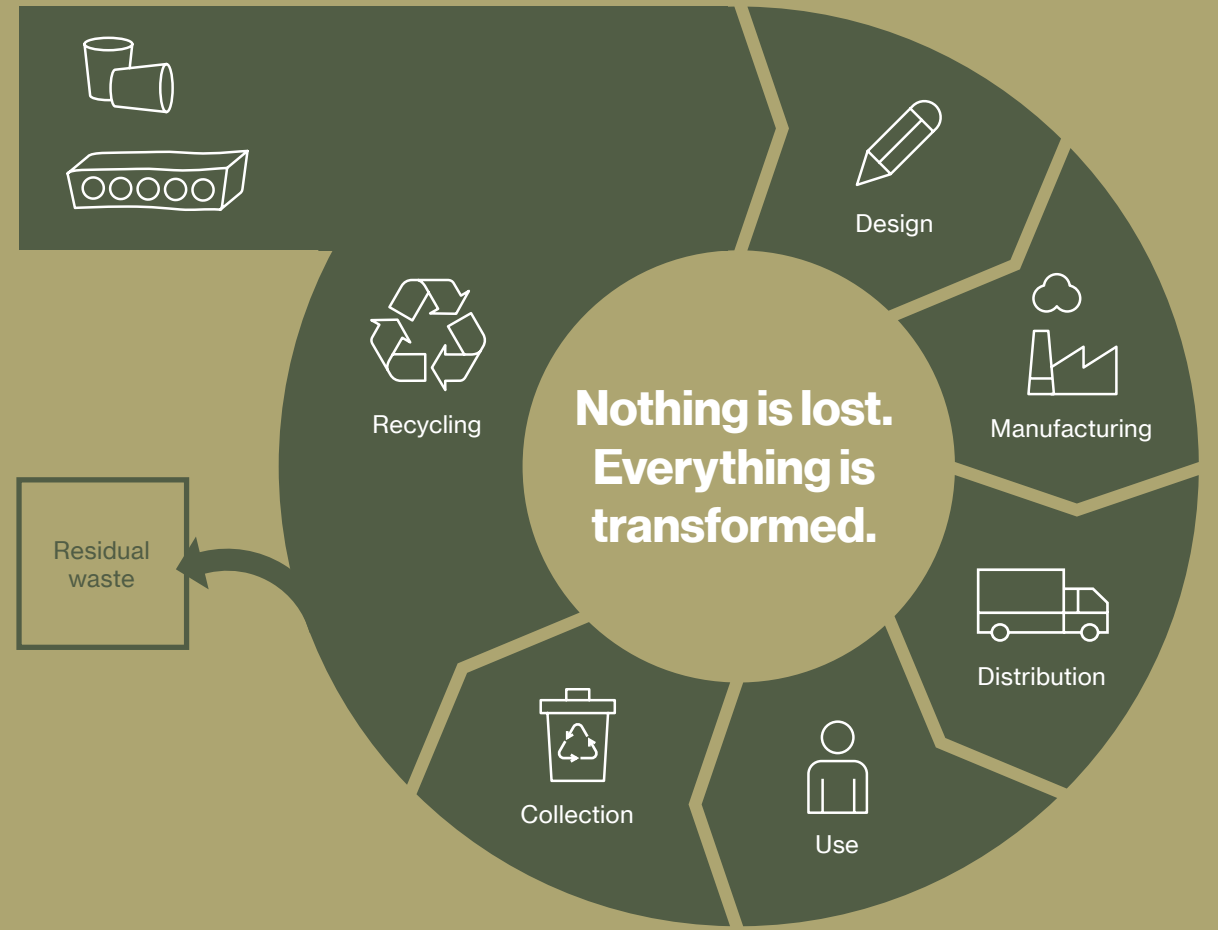 Design
Manufacturing
Distribution
Use
Collection
Recycling
Residual
waste
Nothing is lost.
Everything is
transformed.